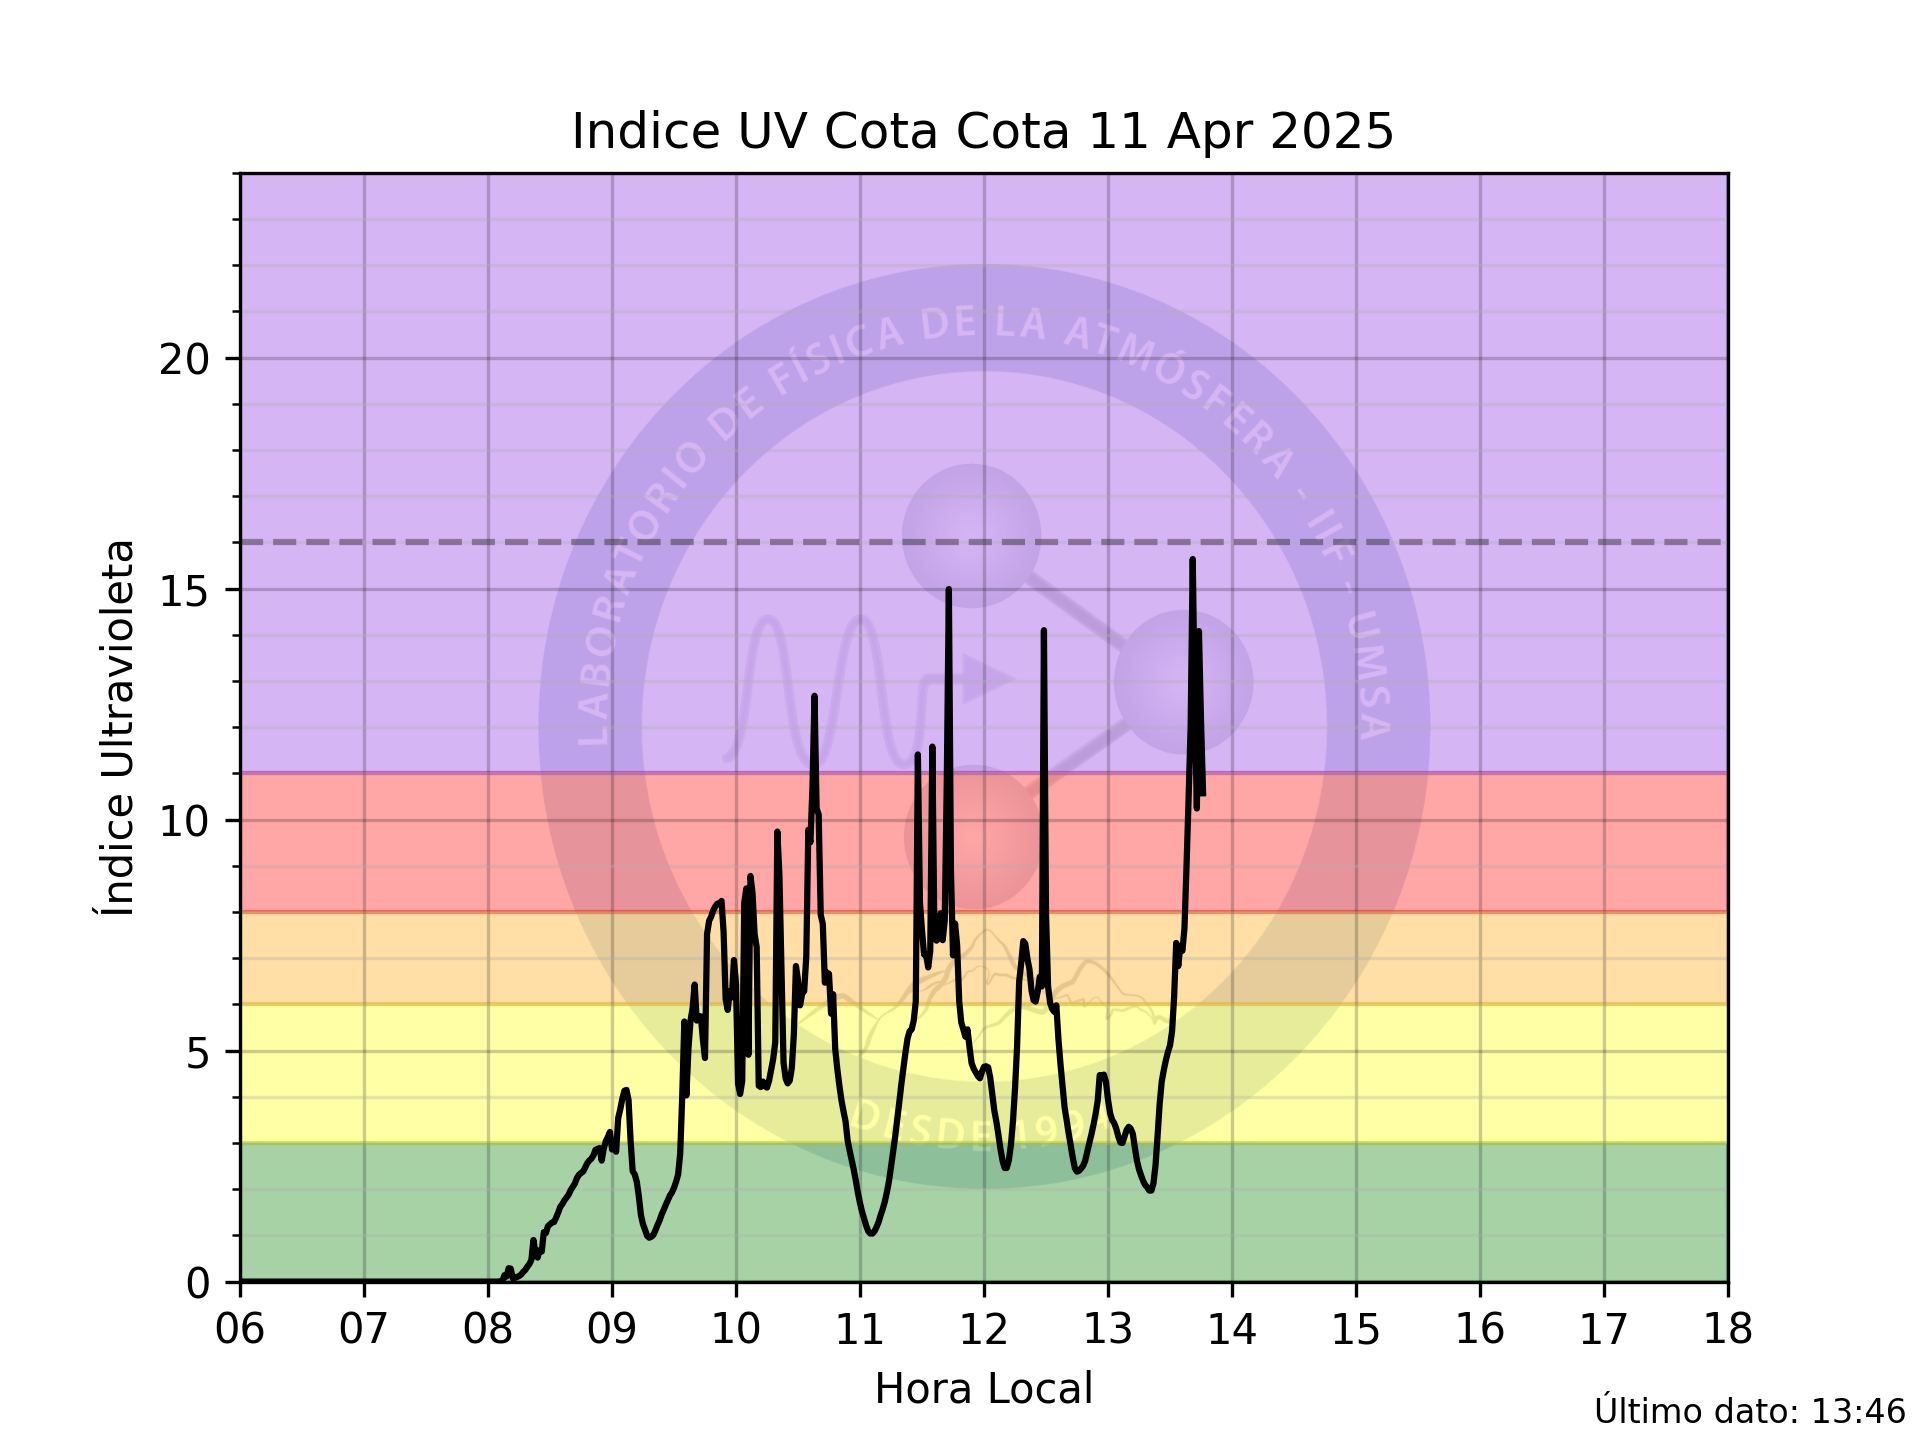 Indice UV Cota Cota 11 Apr 2025
LABORATORIO DE FÍSICA DE LA ATMÓSFERA - IIF - UMSA
20
15
10
5
0
Índice Ultravioleta
DESDE
06 07 08 09 10 11 12 13 14 15 16 17 18
Hora Local
Último dato: 13:46